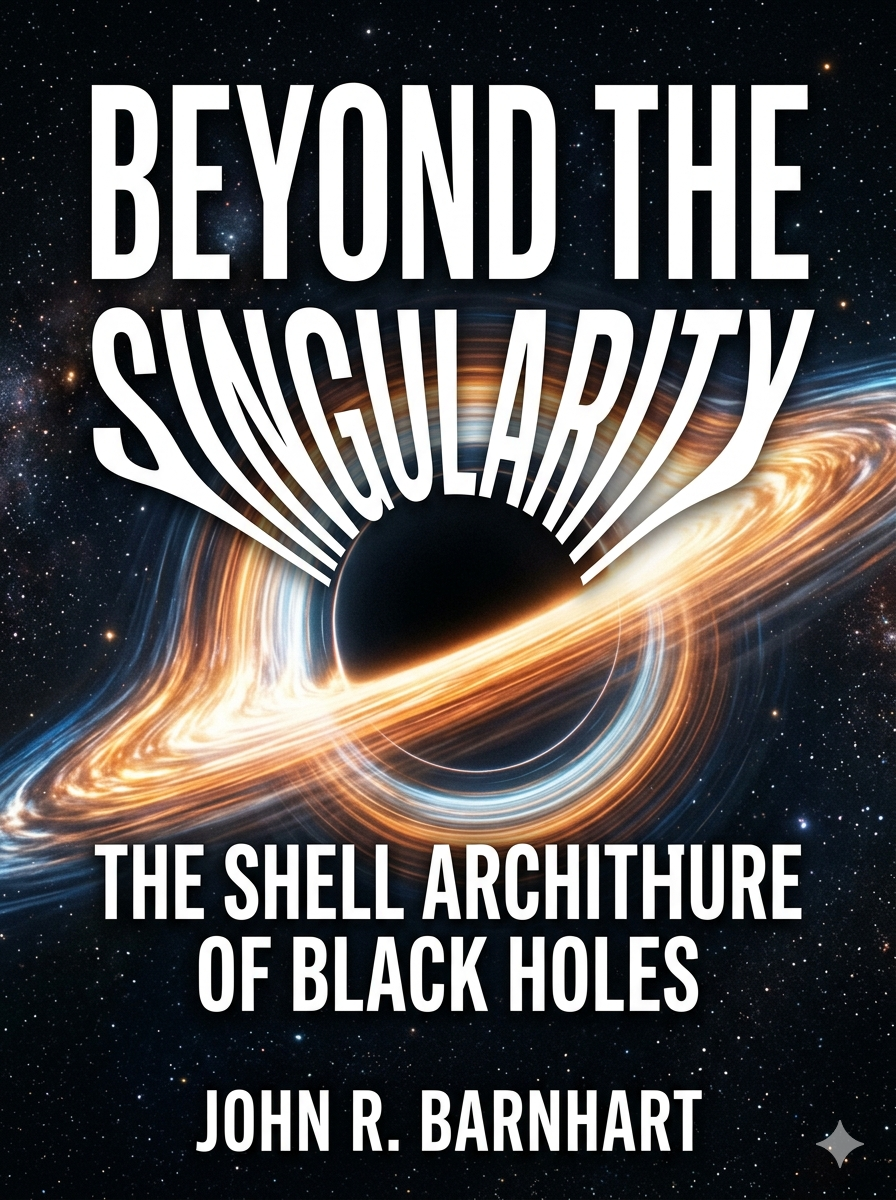 BEYOND THE
SINGULARITY
THE SHELL ARCHITHURE
OF BLACK HOLES
JOHN R. BARNHART